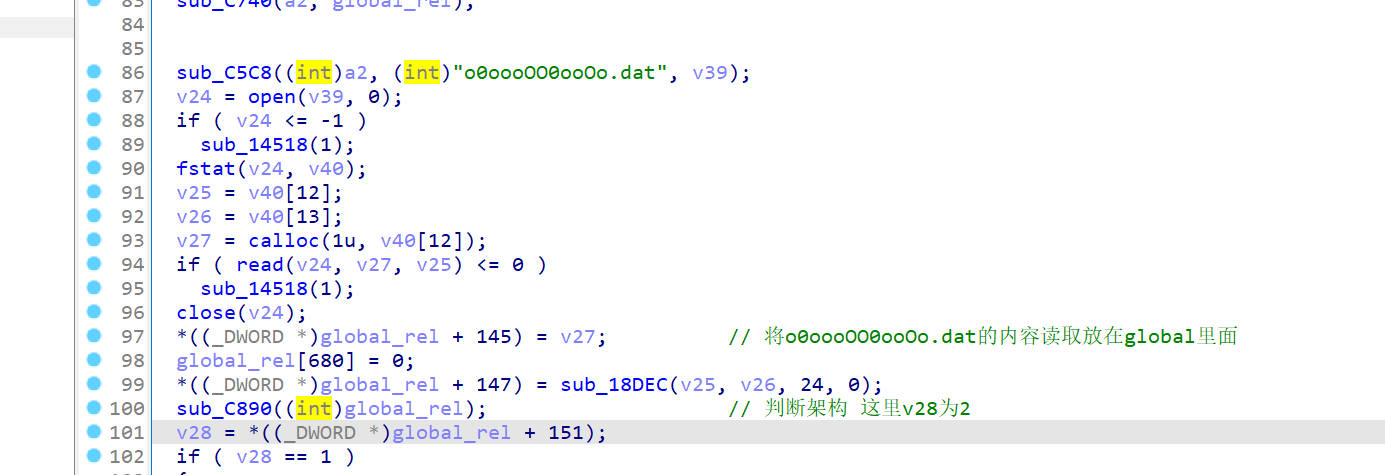 83 sub_C740(a2, global_rel);
84
85
86 sub_C5C8((int)a2, (int)"o0oooOO0ooOo.dat", v39);
87 v24 = open(v39, 0);
88 if ( v24 <= -1 )
89 sub_14518(1);
90 fstat(v24, v40);
91 v25 = v40[12];
92 v26 = v40[13];
93 v27 = calloc(1u, v40[12]);
94 if ( read(v24, v27, v25) <= 0 )
95 sub_14518(1);
96 close(v24);
97 *((_DWORD *)global_rel + 145) = v27; // 将o0oooOO0ooOo.dat的内容读取放在global里面
98 global_rel[680] = 0;
99 *((_DWORD *)global_rel + 147) = sub_18DEC(v25, v26, 24, 0);
100 sub_C890((int)global_rel); // 判断架构 这里v28为2
101 v28 = *((_DWORD *)global_rel + 151);
102 if ( v28 == 1 )